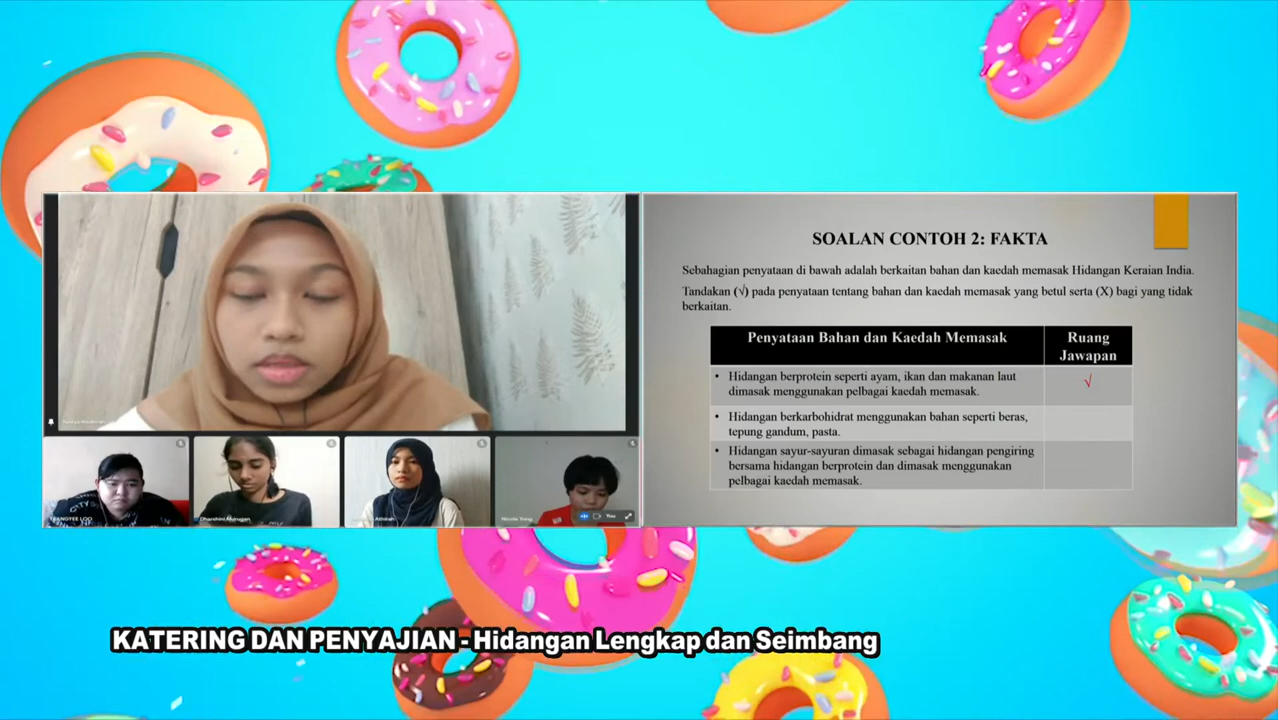 SOALAN CONTOH 2: FAKTA
Sebahagian penyataan di bawah adalah berkaitan bahan dan kaedah memasak Hidangan Keraian India.
Tandakan (√) pada penyataan tentang bahan dan kaedah memasak yang betul serta (X) bagi yang tidak
berkaitan.
Penyataan Bahan dan Kaedah Memasak
Ruang
Jawapan
• Hidangan berprotein seperti ayam, ikan dan makanan laut
dimasak menggunakan pelbagai kaedah memasak.
√
• Hidangan berkarbohidrat menggunakan bahan seperti beras,
tepung gandum, pasta.
• Hidangan sayur-sayuran dimasak sebagai hidangan pengiring
bersama hidangan berprotein dan dimasak menggunakan
pelbagai kaedah memasak.
Dharshini Murugan
Athirah
Nicole Tong
You
KATERING DAN PENYAJIAN - Hidangan Lengkap dan Seimbang